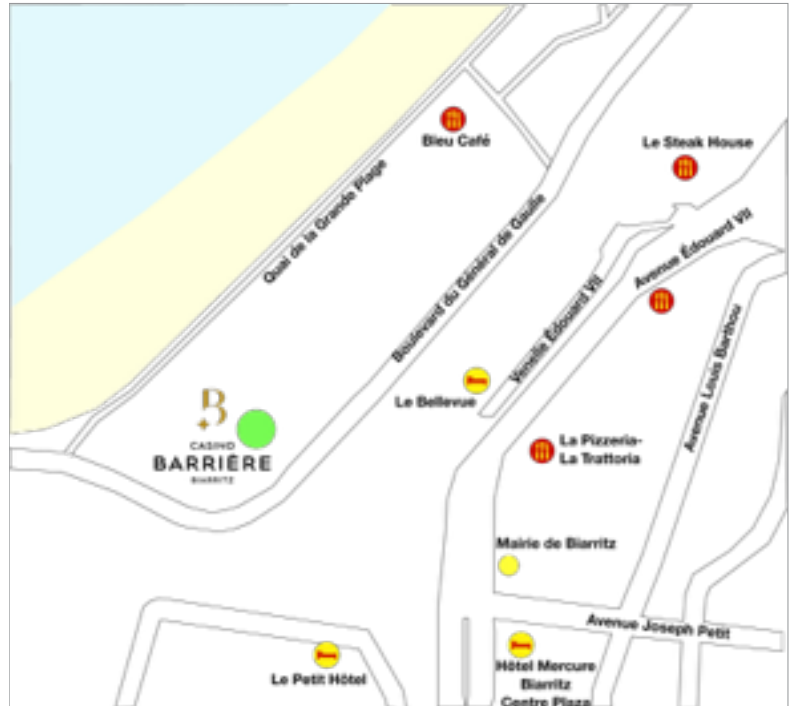 Bleu Café
Le Steak House
Quai de la Grande Plage
Boulevard du Général de Gaulle
Avenue Édouard VII
Venelle Édouard VII
Avenue Louis Barthou
Le Bellevue
B
CASINO
BARRIÈRE
BIARRITZ
La Pizzeria-
La Trattoria
Mairie de Biarritz
Avenue Joseph Petit
Le Petit Hôtel
Hôtel Mercure
Biarritz
Centre Plaza